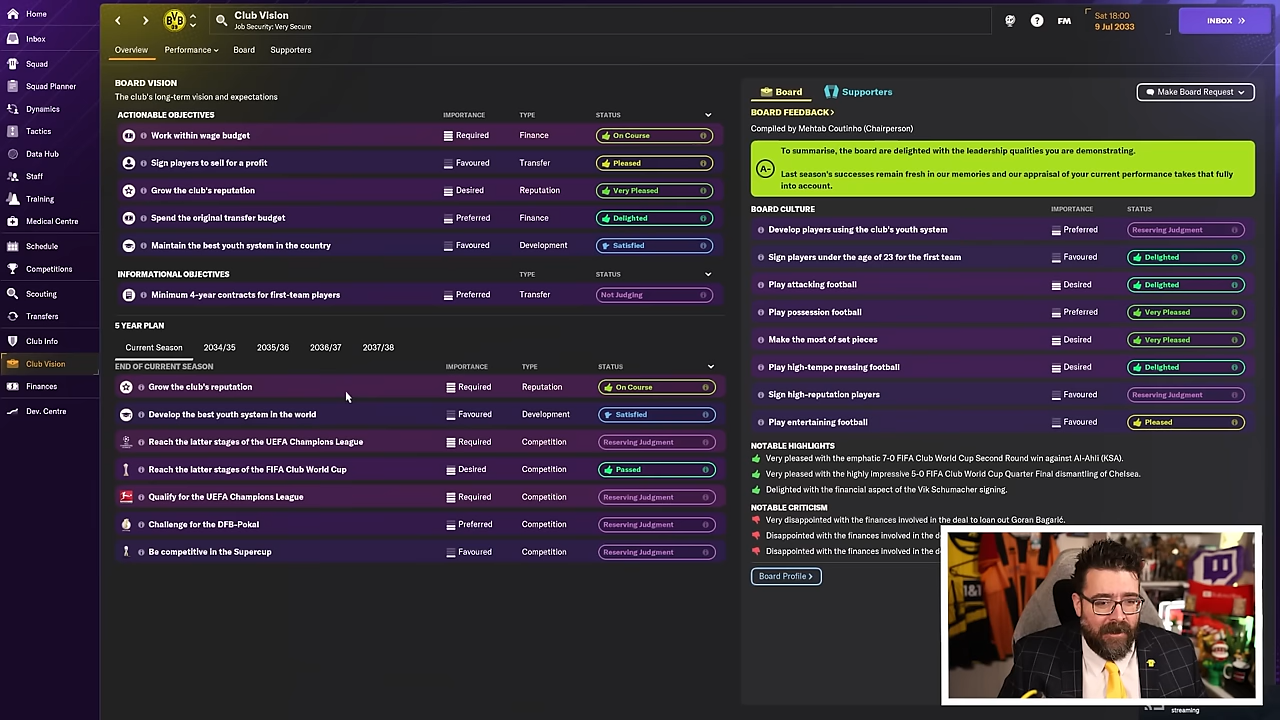 Home
Inbox
Squad
Squad Planner
Dynamics
Tactics
Data Hub
Staff
Training
Medical Centre
Schedule
Competitions
Scouting
Transfers
Club Info
Club Vision
Finances
Dev. Centre
BVB
09
Club Vision
Job Security: Very Secure
?
FM
Sat 18:00
9 Jul 2033
INBOX
Overview
Performance
Board
Supporters
BOARD VISION
The club's long-term vision and expectations
ACTIONABLE OBJECTIVES IMPORTANCE TYPE STATUS
Work within wage budget Required Finance On Course
Sign players to sell for a profit Favoured Transfer Pleased
Grow the club's reputation Desired Reputation Very Pleased
Spend the original transfer budget Preferred Finance Delighted
Maintain the best youth system in the country Favoured Development Satisfied
INFORMATIONAL OBJECTIVES TYPE STATUS
Minimum 4-year contracts for first-team players Preferred Transfer Not Judging
5 YEAR PLAN
Current Season 2034/35 2035/36 2036/37 2037/38
END OF CURRENT SEASON IMPORTANCE TYPE STATUS
Grow the club's reputation Required Reputation On Course
Develop the best youth system in the world Favoured Development Satisfied
Reach the latter stages of the UEFA Champions League Required Competition Reserving Judgment
Reach the latter stages of the FIFA Club World Cup Desired Competition Passed
Qualify for the UEFA Champions League Required Competition Reserving Judgment
Challenge for the DFB-Pokal Preferred Competition Reserving Judgment
Be competitive in the Supercup Favoured Competition Reserving Judgment
Board
Supporters
Make Board Request
BOARD FEEDBACK
Compiled by Mehtab Coutinho (Chairperson)
A-
To summarise, the board are delighted with the leadership qualities you are demonstrating.
Last season's successes remain fresh in our memories and our appraisal of your current performance takes that fully
into account.
BOARD CULTURE IMPORTANCE STATUS
Develop players using the club's youth system Preferred Reserving Judgment
Sign players under the age of 23 for the first team Favoured Delighted
Play attacking football Desired Delighted
Play possession football Preferred Very Pleased
Make the most of set pieces Desired Very Pleased
Play high-tempo pressing football Desired Delighted
Sign high-reputation players Favoured Reserving Judgment
Play entertaining football Favoured Pleased
NOTABLE HIGHLIGHTS
Very pleased with the emphatic 7-0 FIFA Club World Cup Second Round win against Al-Ahli (KSA).
Very pleased with the highly impressive 5-0 FIFA Club World Cup Quarter Final dismantling of Chelsea.
Delighted with the financial aspect of the Vik Schumacher signing.
NOTABLE CRITICISM
Very disappointed with the finances involved in the deal to loan out Goran Bagarić.
Disappointed with the finances involved in the d
Disappointed with the finances involved in the d
Board Profile
1&1
streaming